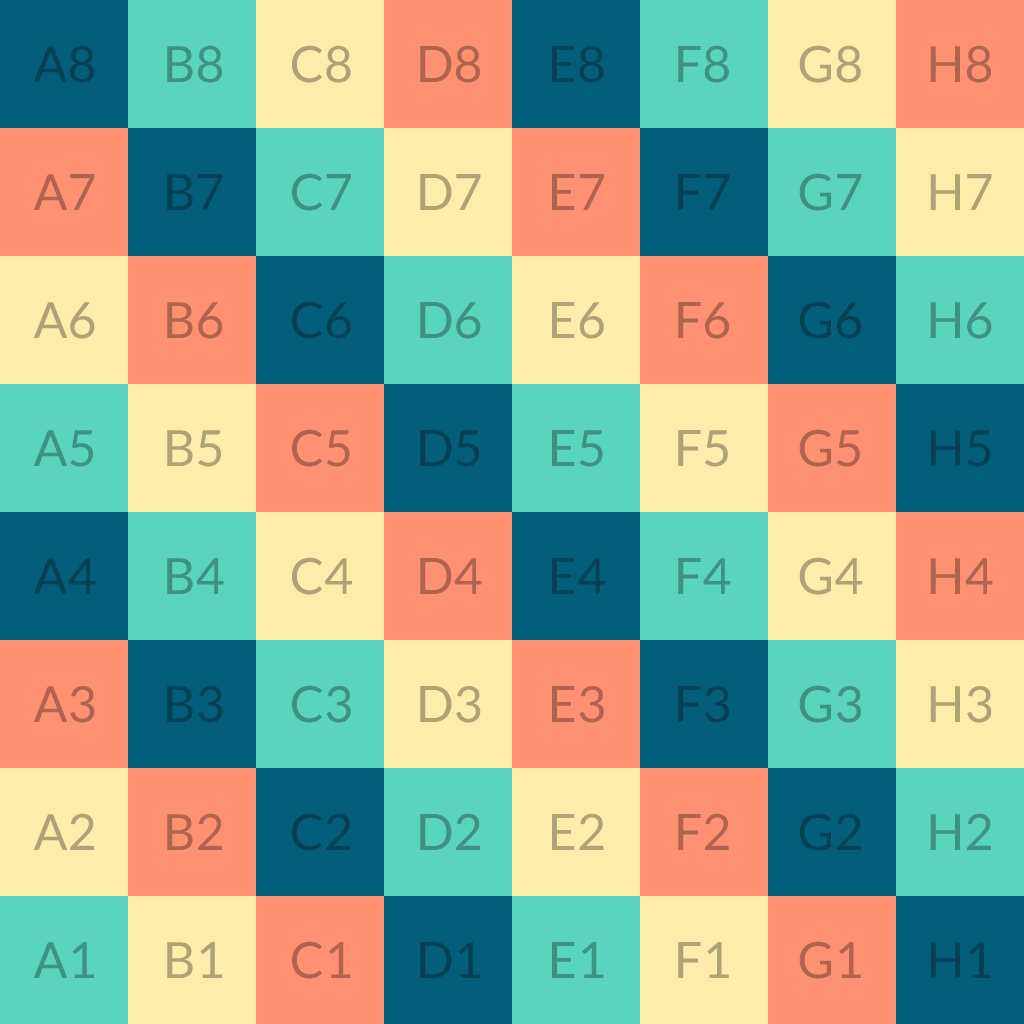 A8 B8 C8 D8 E8 F8 G8 H8
A7 B7 C7 D7 E7 F7 G7 H7
A6 B6 C6 D6 E6 F6 G6 H6
A5 B5 C5 D5 E5 F5 G5 H5
A4 B4 C4 D4 E4 F4 G4 H4
A3 B3 C3 D3 E3 F3 G3 H3
A2 B2 C2 D2 E2 F2 G2 H2
A1 B1 C1 D1 E1 F1 G1 H1